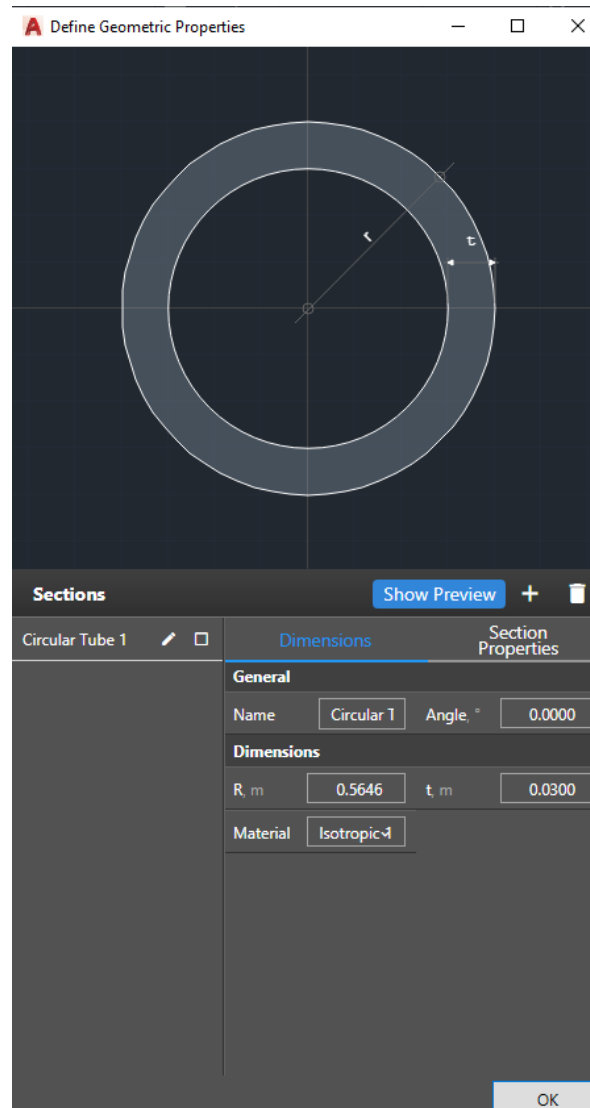 Define Geometric Properties
r
t
Sections
Show Preview
Circular Tube 1
Dimensions
Section
Properties
General
Name
Circular T
Angle, °
0.0000
Dimensions
R, m
0.5646
t, m
0.0300
Material
Isotropic 1
OK